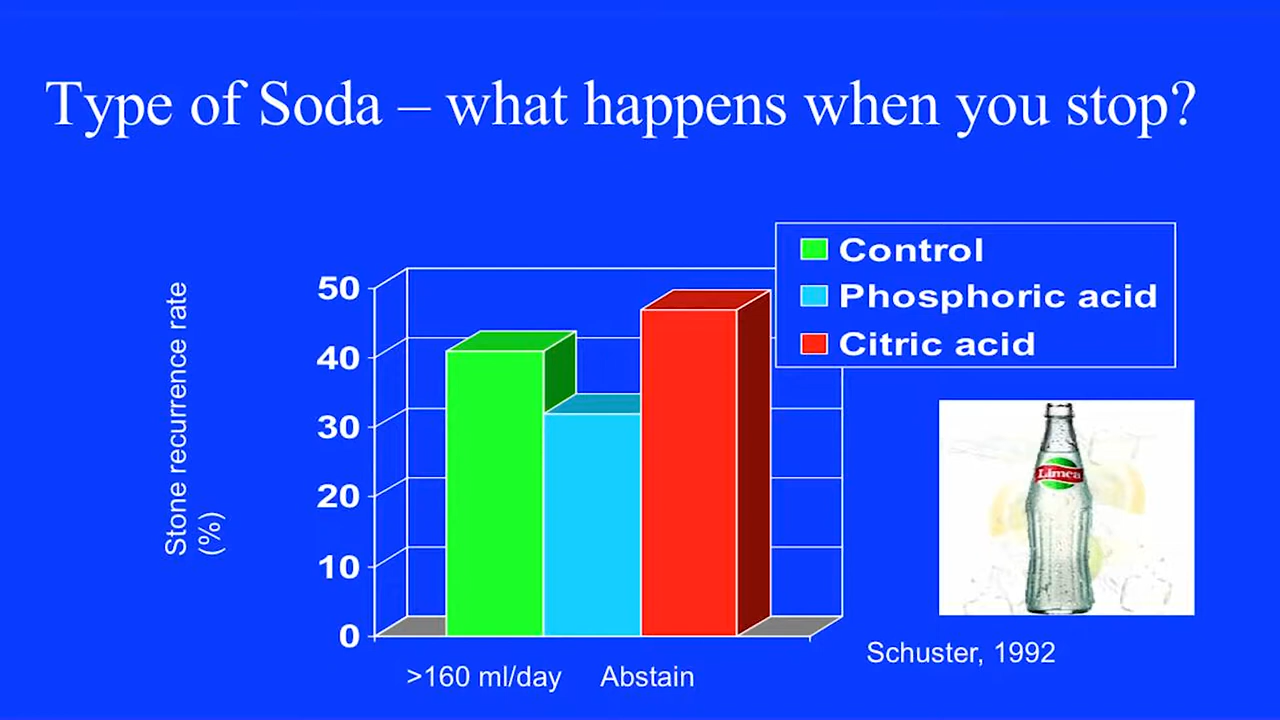 Type of Soda – what happens when you stop?
Stone recurrence rate
(%)
50
40
30
20
10
0
>160 ml/day
Abstain
Control
Phosphoric acid
Citric acid
Limca
Schuster, 1992